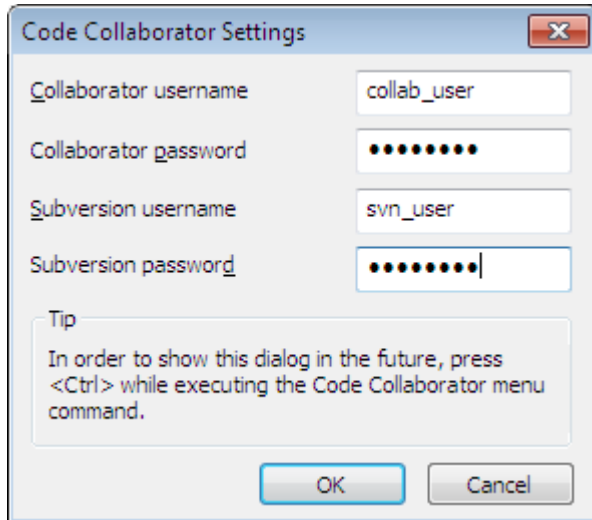 Code Collaborator Settings
Collaborator username collab_user
Collaborator password ●●●●●●●●
Subversion username svn_user
Subversion password ●●●●●●●●
Tip
In order to show this dialog in the future, press
<Ctrl> while executing the Code Collaborator menu
command.
OK Cancel